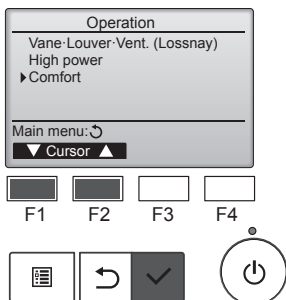 Operation
Vane·Louver·Vent. (Lossnay)
High power
▶Comfort
Main menu:↺
▼ Cursor ▲
F1 F2 F3 F4